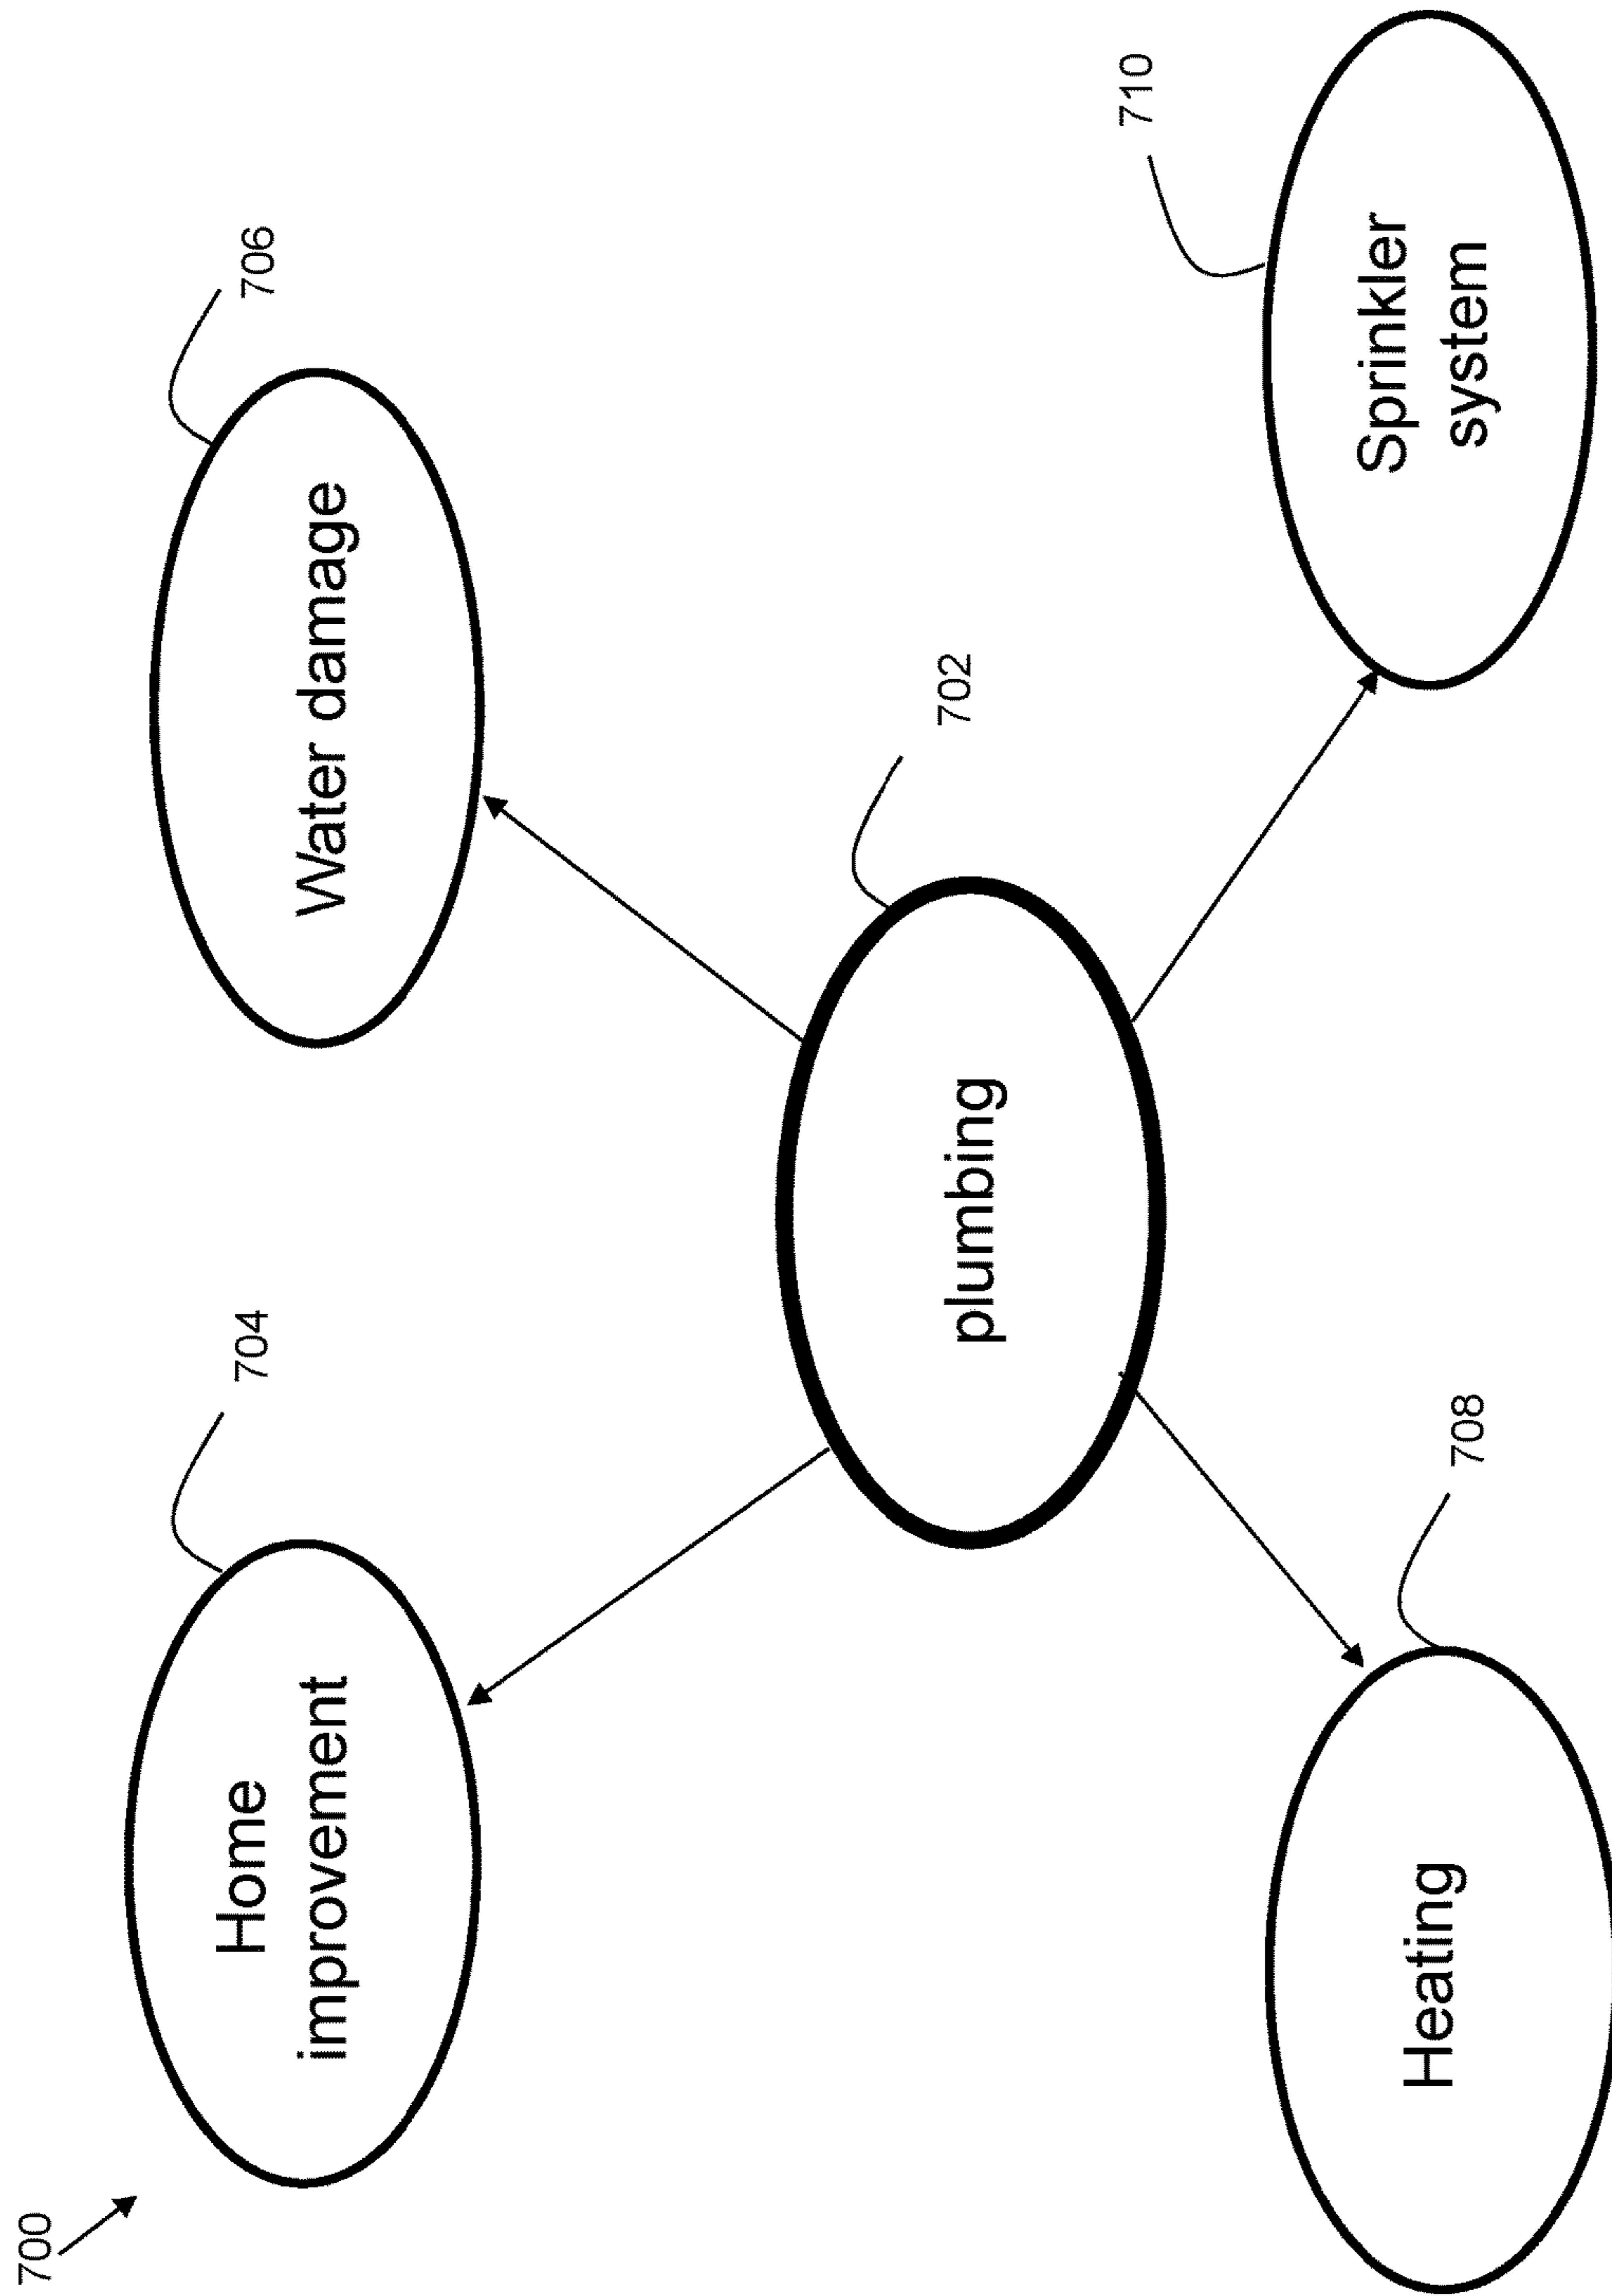 700
704
706
Home
improvement
Water damage
702
plumbing
710
708
Heating
Sprinkler
system